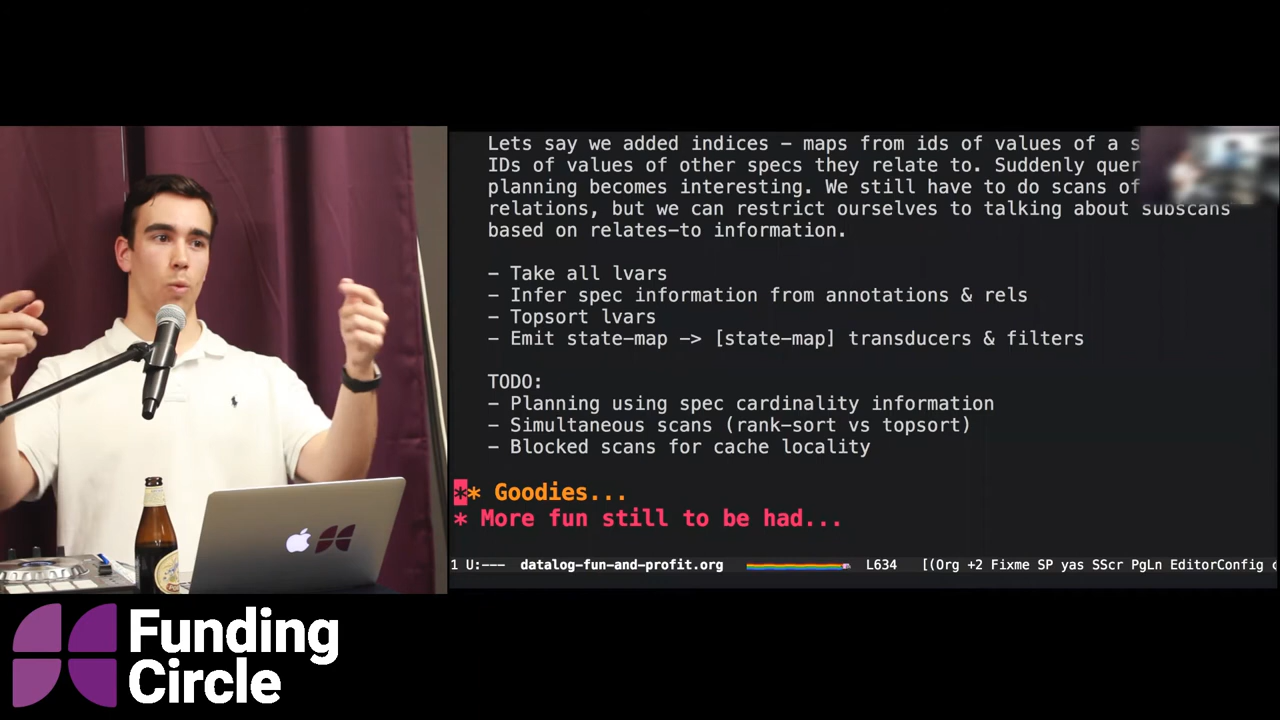 Lets say we added indices - maps from ids of values of a s
IDs of values of other specs they relate to. Suddenly quer
planning becomes interesting. We still have to do scans of
relations, but we can restrict ourselves to talking about subscans
based on relates-to information.
- Take all lvars
- Infer spec information from annotations & rels
- Topsort lvars
- Emit state-map -> [state-map] transducers & filters
TODO:
- Planning using spec cardinality information
- Simultaneous scans (rank-sort vs topsort)
- Blocked scans for cache locality
** Goodies...
* More fun still to be had...
1 U:--- datalog-fun-and-profit.org L634 [(Org +2 Fixme SP yas SScr PgLn EditorConfig
Funding
Circle